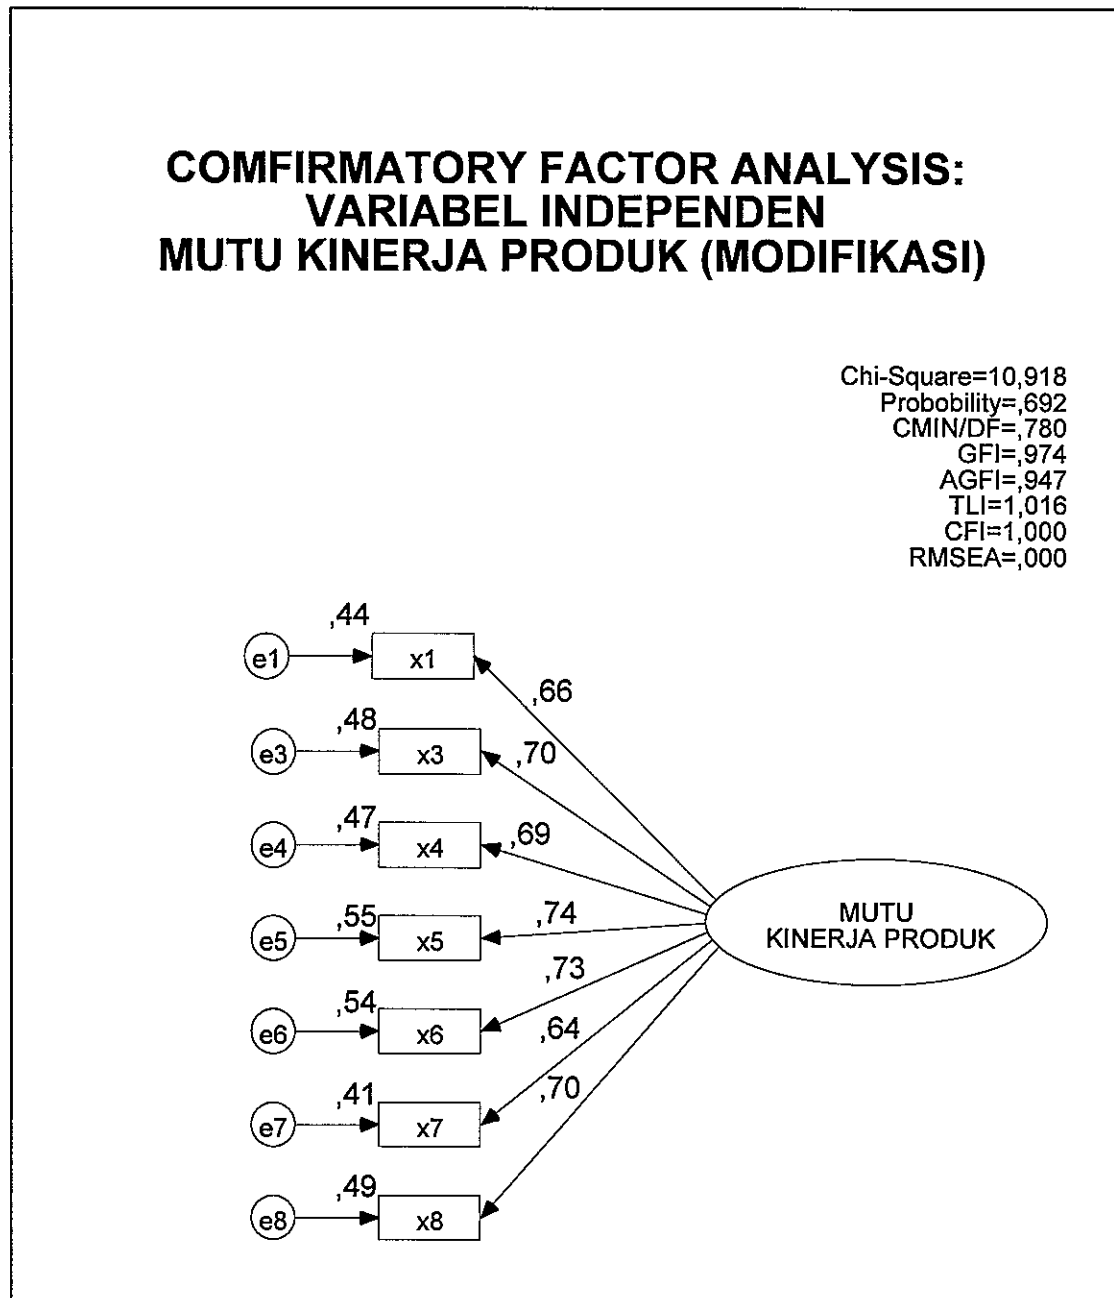 COMFIRMATORY FACTOR ANALYSIS:
VARIABEL INDEPENDEN
MUTU KINERJA PRODUK (MODIFIKASI)
Chi-Square=10,918
Probobility=,692
CMIN/DF=,780
GFI=,974
AGFI=,947
TLI=1,016
CFI=1,000
RMSEA=,000
,44
e1 x1
,66
,48
e3 x3
,70
,47
e4 x4
,69
,55
e5 x5
,74
MUTU
KINERJA PRODUK
,73
,54
e6 x6
,64
,41
e7 x7
,70
,49
e8 x8